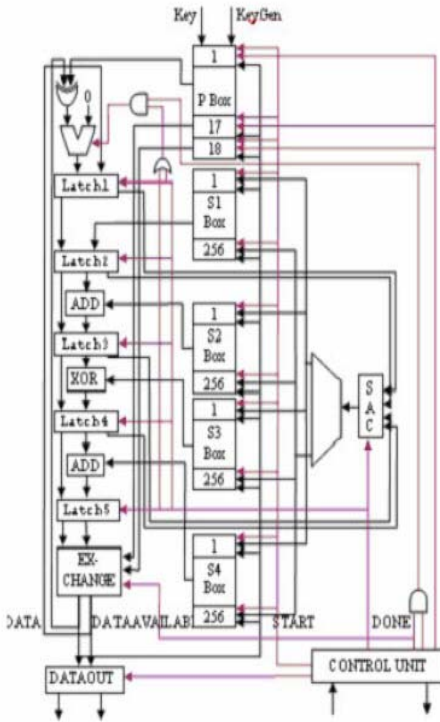 Key KeyGen
1
P Box
17
18
0
Latch1
1
S1
Box
256
Latch2
ADD
1
S2
Box
256
Latch3
XOR
1
S3
Box
256
S
A
C
Latch4
ADD
Latch5
1
S4
Box
256
EX-
CHANGE
DATA DATAAVAILABL START DONE
CONTROL UNIT
DATAOUT